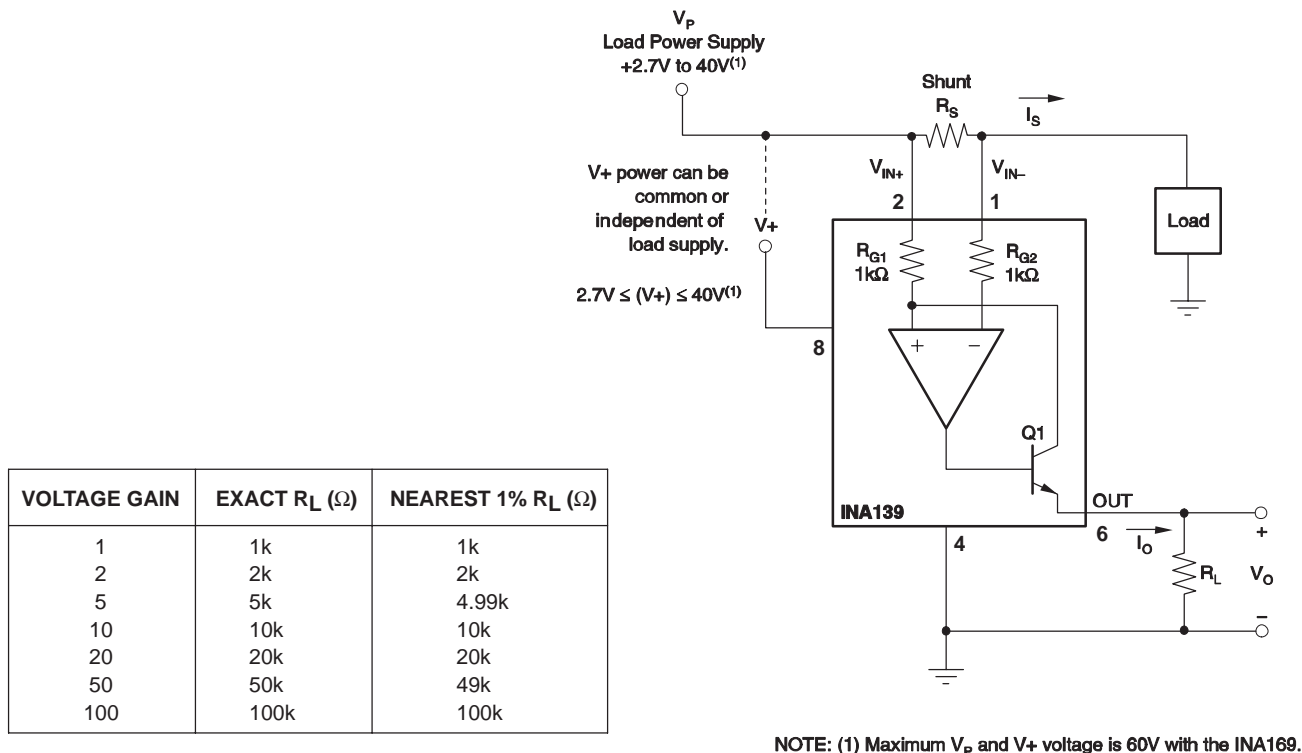 V_P
Load Power Supply
+2.7V to 40V(1)
Shunt
R_S
I_S
V+ power can be
common or
independent of
load supply.
V+
2.7V ≤ (V+) ≤ 40V(1)
V_IN+
V_IN–
2
1
Load
R_G1
1kΩ
R_G2
1kΩ
+
–
8
Q1
INA139
OUT
4
6
I_O
+
R_L
V_O
–
VOLTAGE GAIN EXACT R_L (Ω) NEAREST 1% R_L (Ω)
1 1k 1k
2 2k 2k
5 5k 4.99k
10 10k 10k
20 20k 20k
50 50k 49k
100 100k 100k
NOTE: (1) Maximum V_P and V+ voltage is 60V with the INA169.